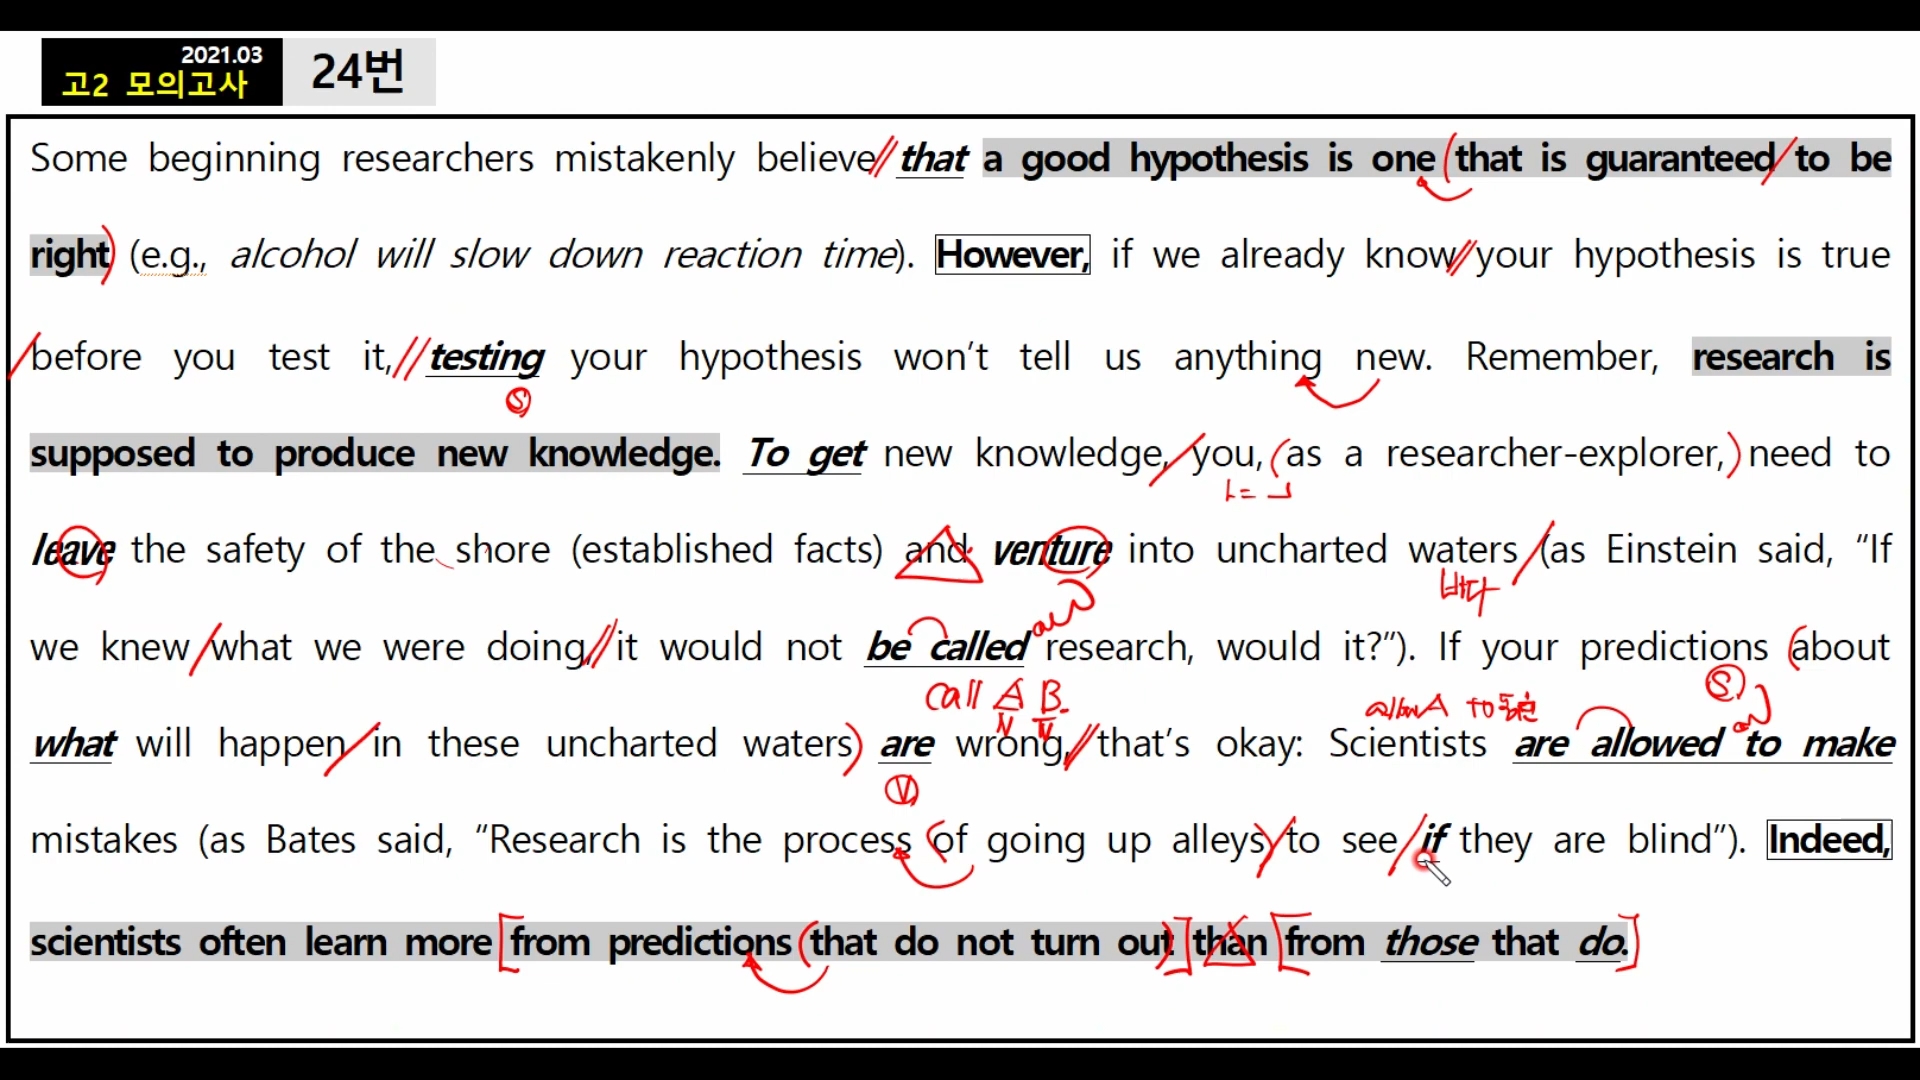 2021.03
고2 모의고사
24번
Some beginning researchers mistakenly believe that a good hypothesis is one that is guaranteed to be
right (e.g., alcohol will slow down reaction time). However, if we already know your hypothesis is true
before you test it, testing your hypothesis won't tell us anything new. Remember, research is
S
supposed to produce new knowledge. To get new knowledge, you, (as a researcher-explorer,) need to
leave the safety of the shore (established facts) and venture into uncharted waters (as Einstein said, “If
바다
we knew what we were doing, it would not be called research, would it?”). If your predictions (about
call A B
N N
allow A to
S
what will happen in these uncharted waters) are wrong, that's okay: Scientists are allowed to make
V
mistakes (as Bates said, “Research is the process (of going up alleys) to see if they are blind”). Indeed,
scientists often learn more [from predictions (that do not turn out)] than [from those that do.]